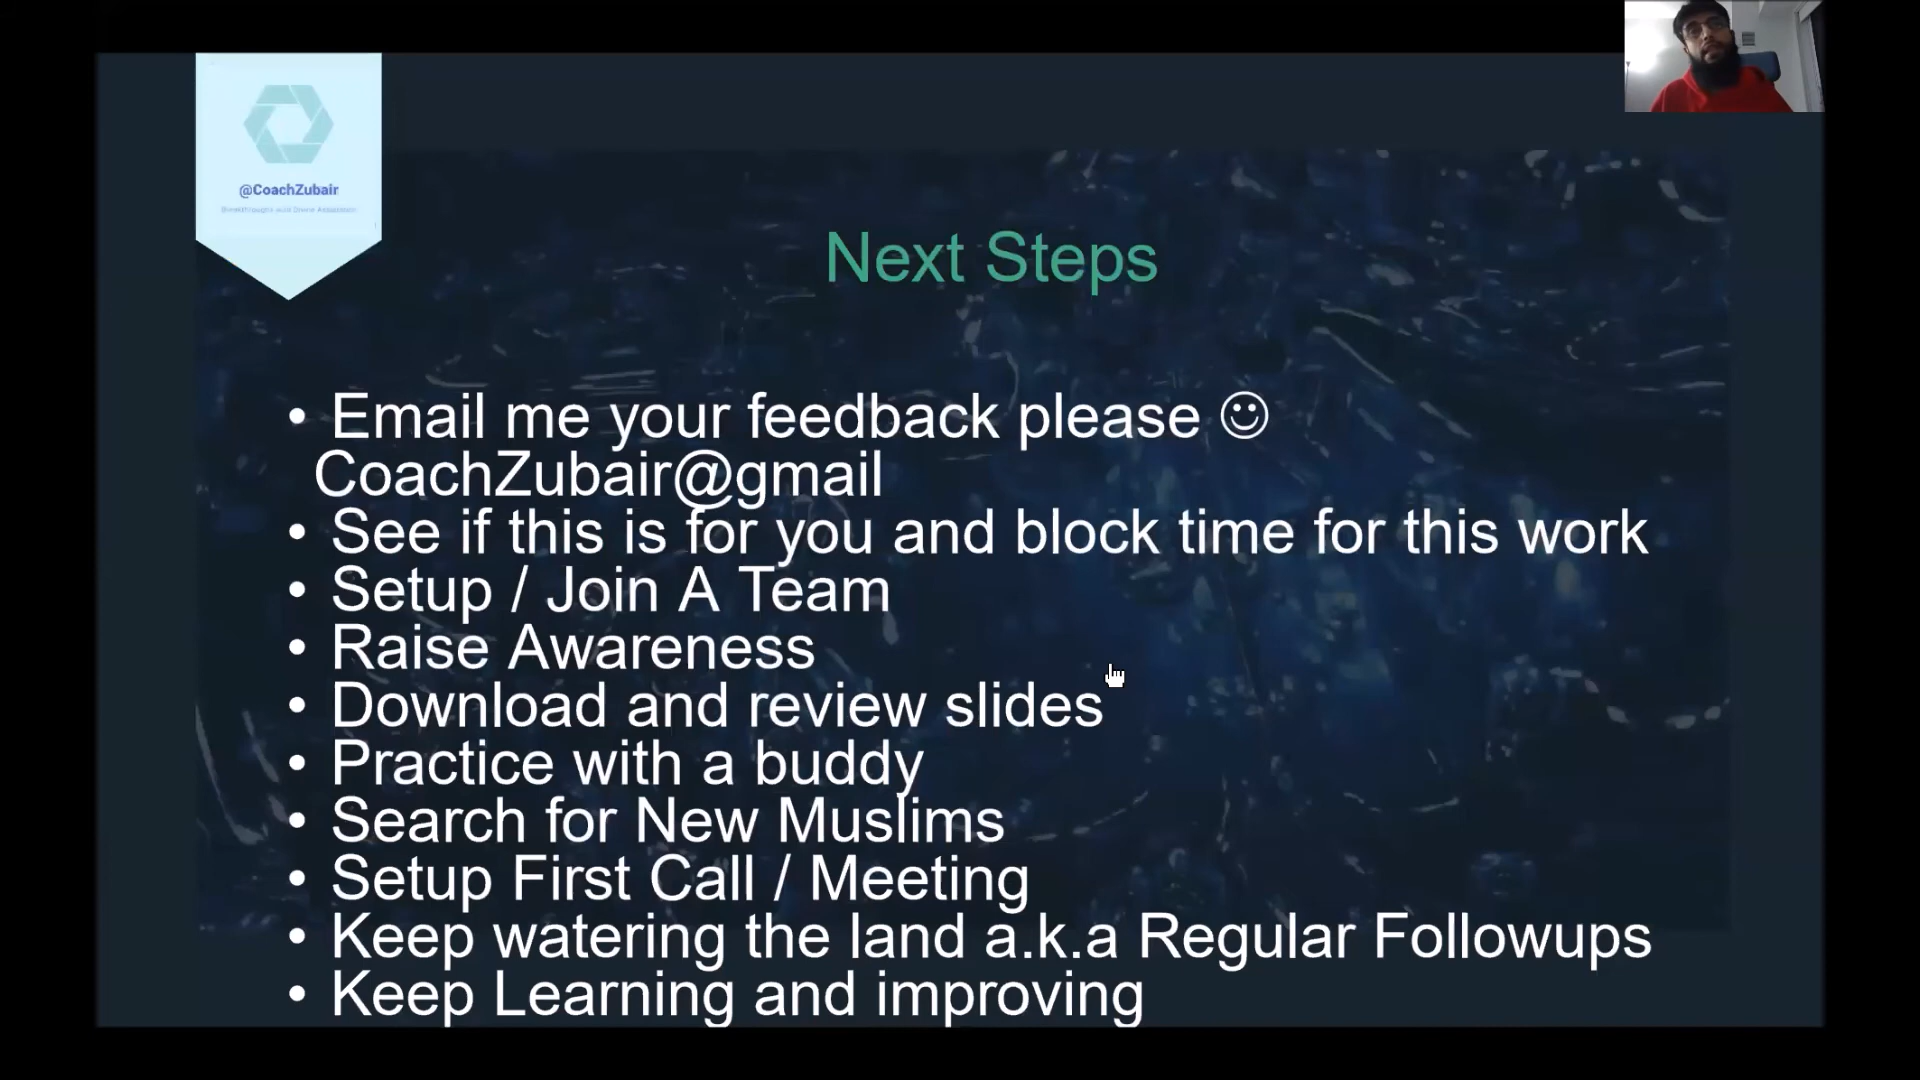 @CoachZubair
Next Steps
• Email me your feedback please ☺
CoachZubair@gmail
• See if this is for you and block time for this work
• Setup / Join A Team
• Raise Awareness
• Download and review slides
• Practice with a buddy
• Search for New Muslims
• Setup First Call / Meeting
• Keep watering the land a.k.a Regular Followups
• Keep Learning and improving